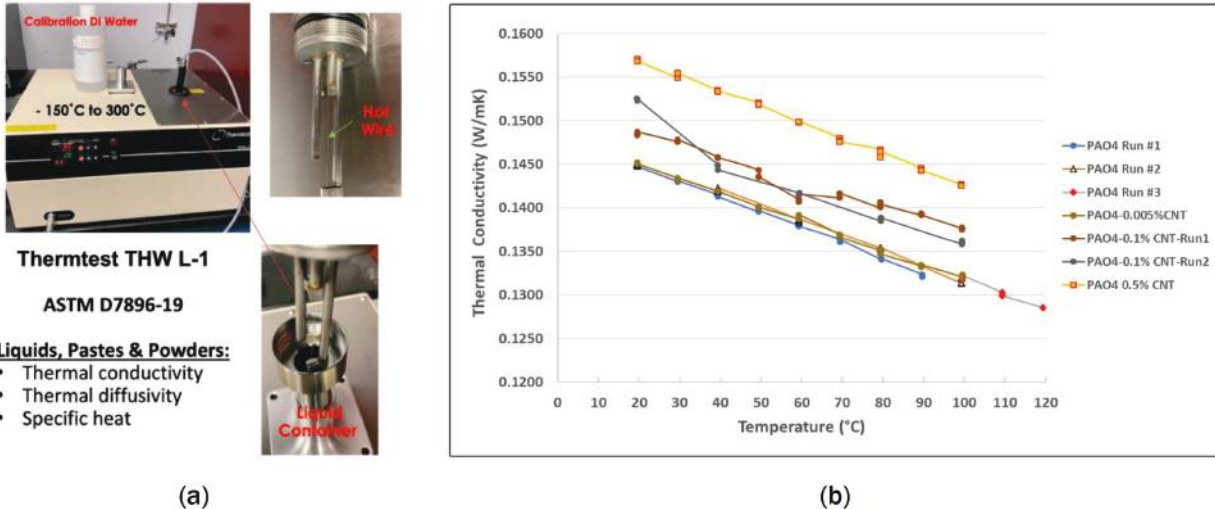 Calibration DI Water
- 150°C to 300°C
Hot
Wire
Thermtest THW L-1
ASTM D7896-19
Liquids, Pastes & Powders:
• Thermal conductivity
• Thermal diffusivity
• Specific heat
Liquid
Container
(a)
Thermal Conductivity (W/mK)
0.1600
0.1550
0.1500
0.1450
0.1400
0.1350
0.1300
0.1250
0.1200
0 10 20 30 40 50 60 70 80 90 100 110 120
Temperature (°C)
PAO4 Run #1
PAO4 Run #2
PAO4 Run #3
PAO4-0.005%CNT
PAO4-0.1% CNT-Run1
PAO4-0.1% CNT-Run2
PAO4 0.5% CNT
(b)